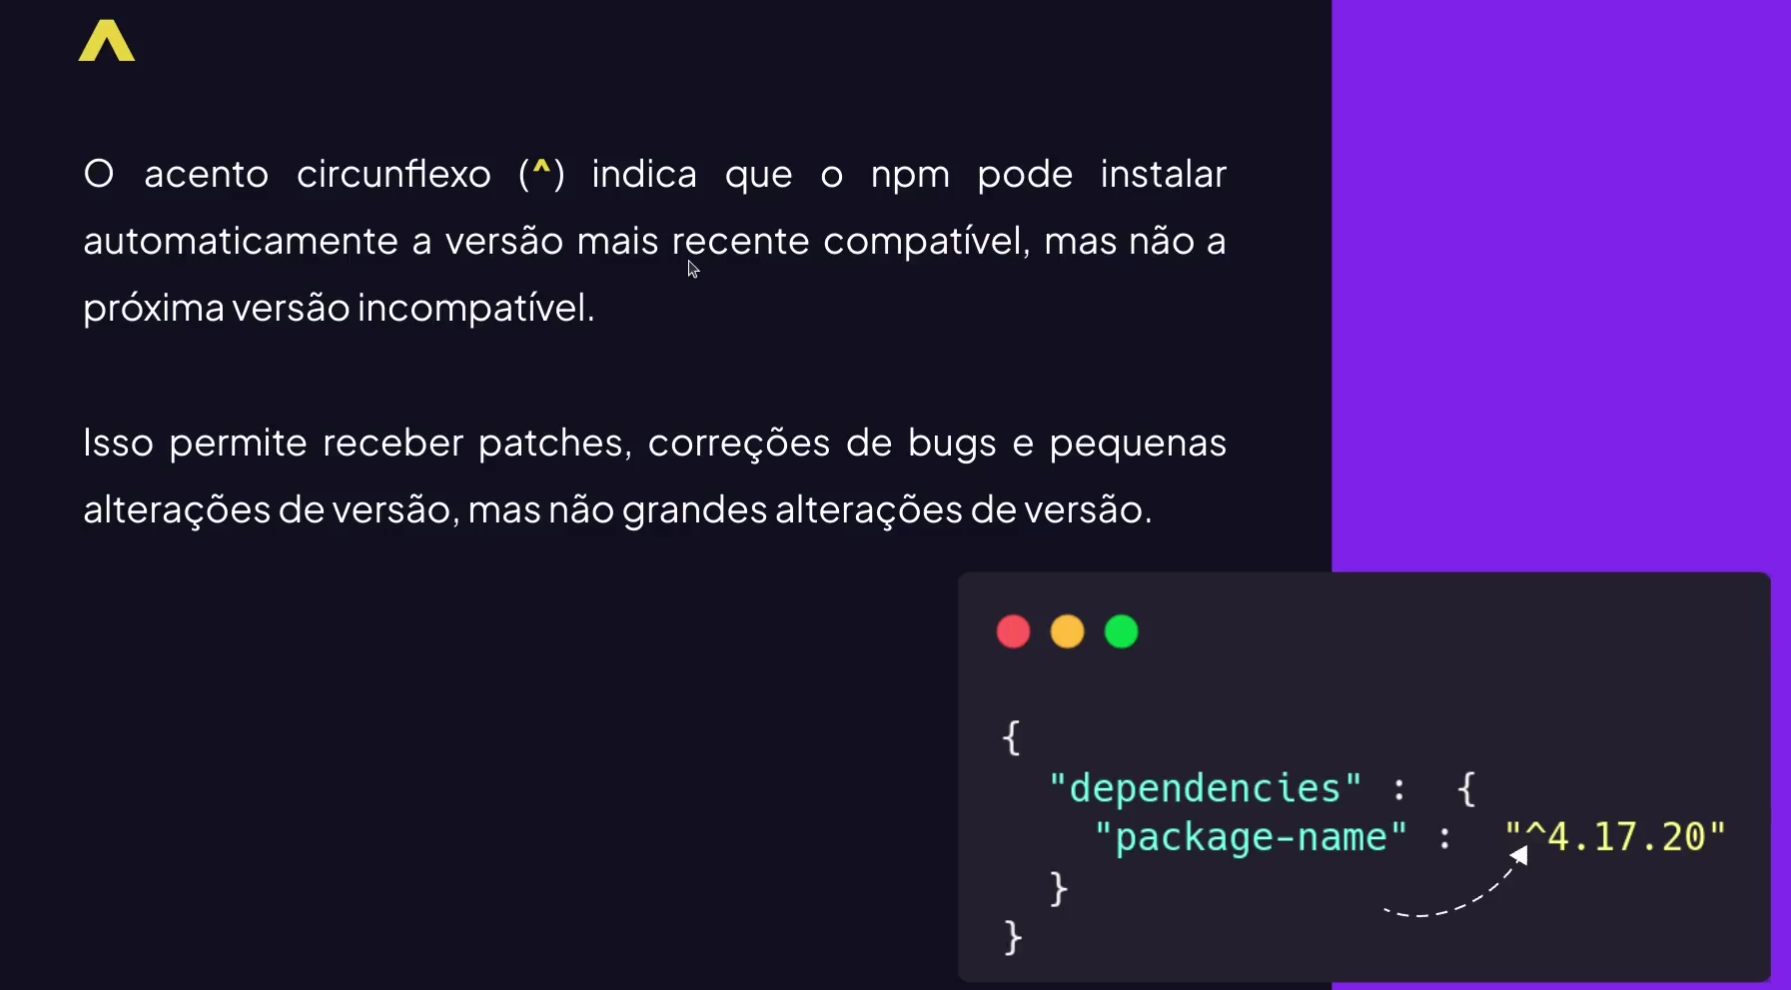 ^
O acento circunflexo (^) indica que o npm pode instalar
automaticamente a versão mais recente compatível, mas não a
próxima versão incompatível.
Isso permite receber patches, correções de bugs e pequenas
alterações de versão, mas não grandes alterações de versão.
{
"dependencies" : {
"package-name" : "^4.17.20"
}
}